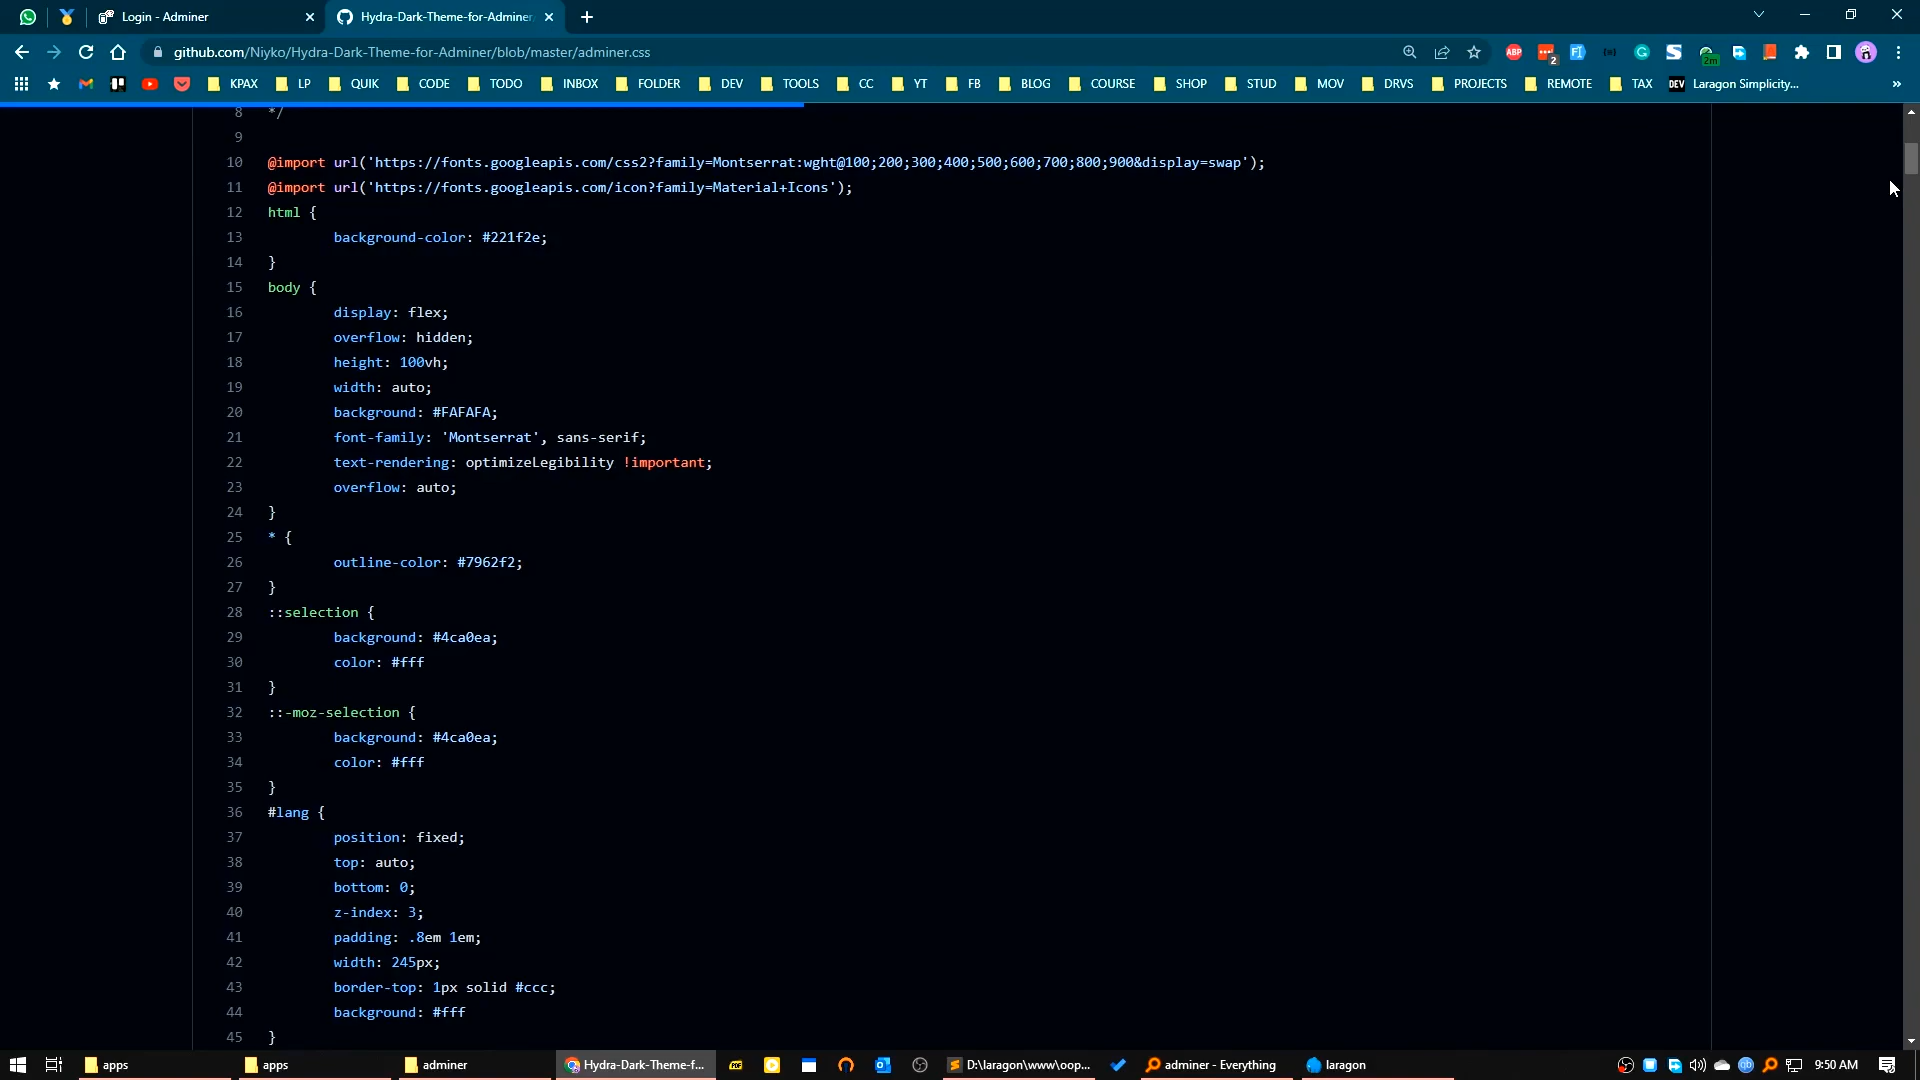 Login - Adminer
Hydra-Dark-Theme-for-Adminer
github.com/Niyko/Hydra-Dark-Theme-for-Adminer/blob/master/adminer.css
ABP
2
2m
KPAX LP QUIK CODE TODO INBOX FOLDER DEV TOOLS CC YT FB BLOG COURSE SHOP STUD MOV DRVS PROJECTS REMOTE TAX DEV Laragon Simplicity...
8 */
9
10 @import url('https://fonts.googleapis.com/css2?family=Montserrat:wght@100;200;300;400;500;600;700;800;900&display=swap');
11 @import url('https://fonts.googleapis.com/icon?family=Material+Icons');
12 html {
13 background-color: #221f2e;
14 }
15 body {
16 display: flex;
17 overflow: hidden;
18 height: 100vh;
19 width: auto;
20 background: #FAFAFA;
21 font-family: 'Montserrat', sans-serif;
22 text-rendering: optimizeLegibility !important;
23 overflow: auto;
24 }
25 * {
26 outline-color: #7962f2;
27 }
28 ::selection {
29 background: #4ca0ea;
30 color: #fff
31 }
32 ::-moz-selection {
33 background: #4ca0ea;
34 color: #fff
35 }
36 #lang {
37 position: fixed;
38 top: auto;
39 bottom: 0;
40 z-index: 3;
41 padding: .8em 1em;
42 width: 245px;
43 border-top: 1px solid #ccc;
44 background: #fff
45 }
apps apps adminer Hydra-Dark-Theme-f... D:\laragon\www\oop... adminer - Everything laragon 9:50 AM